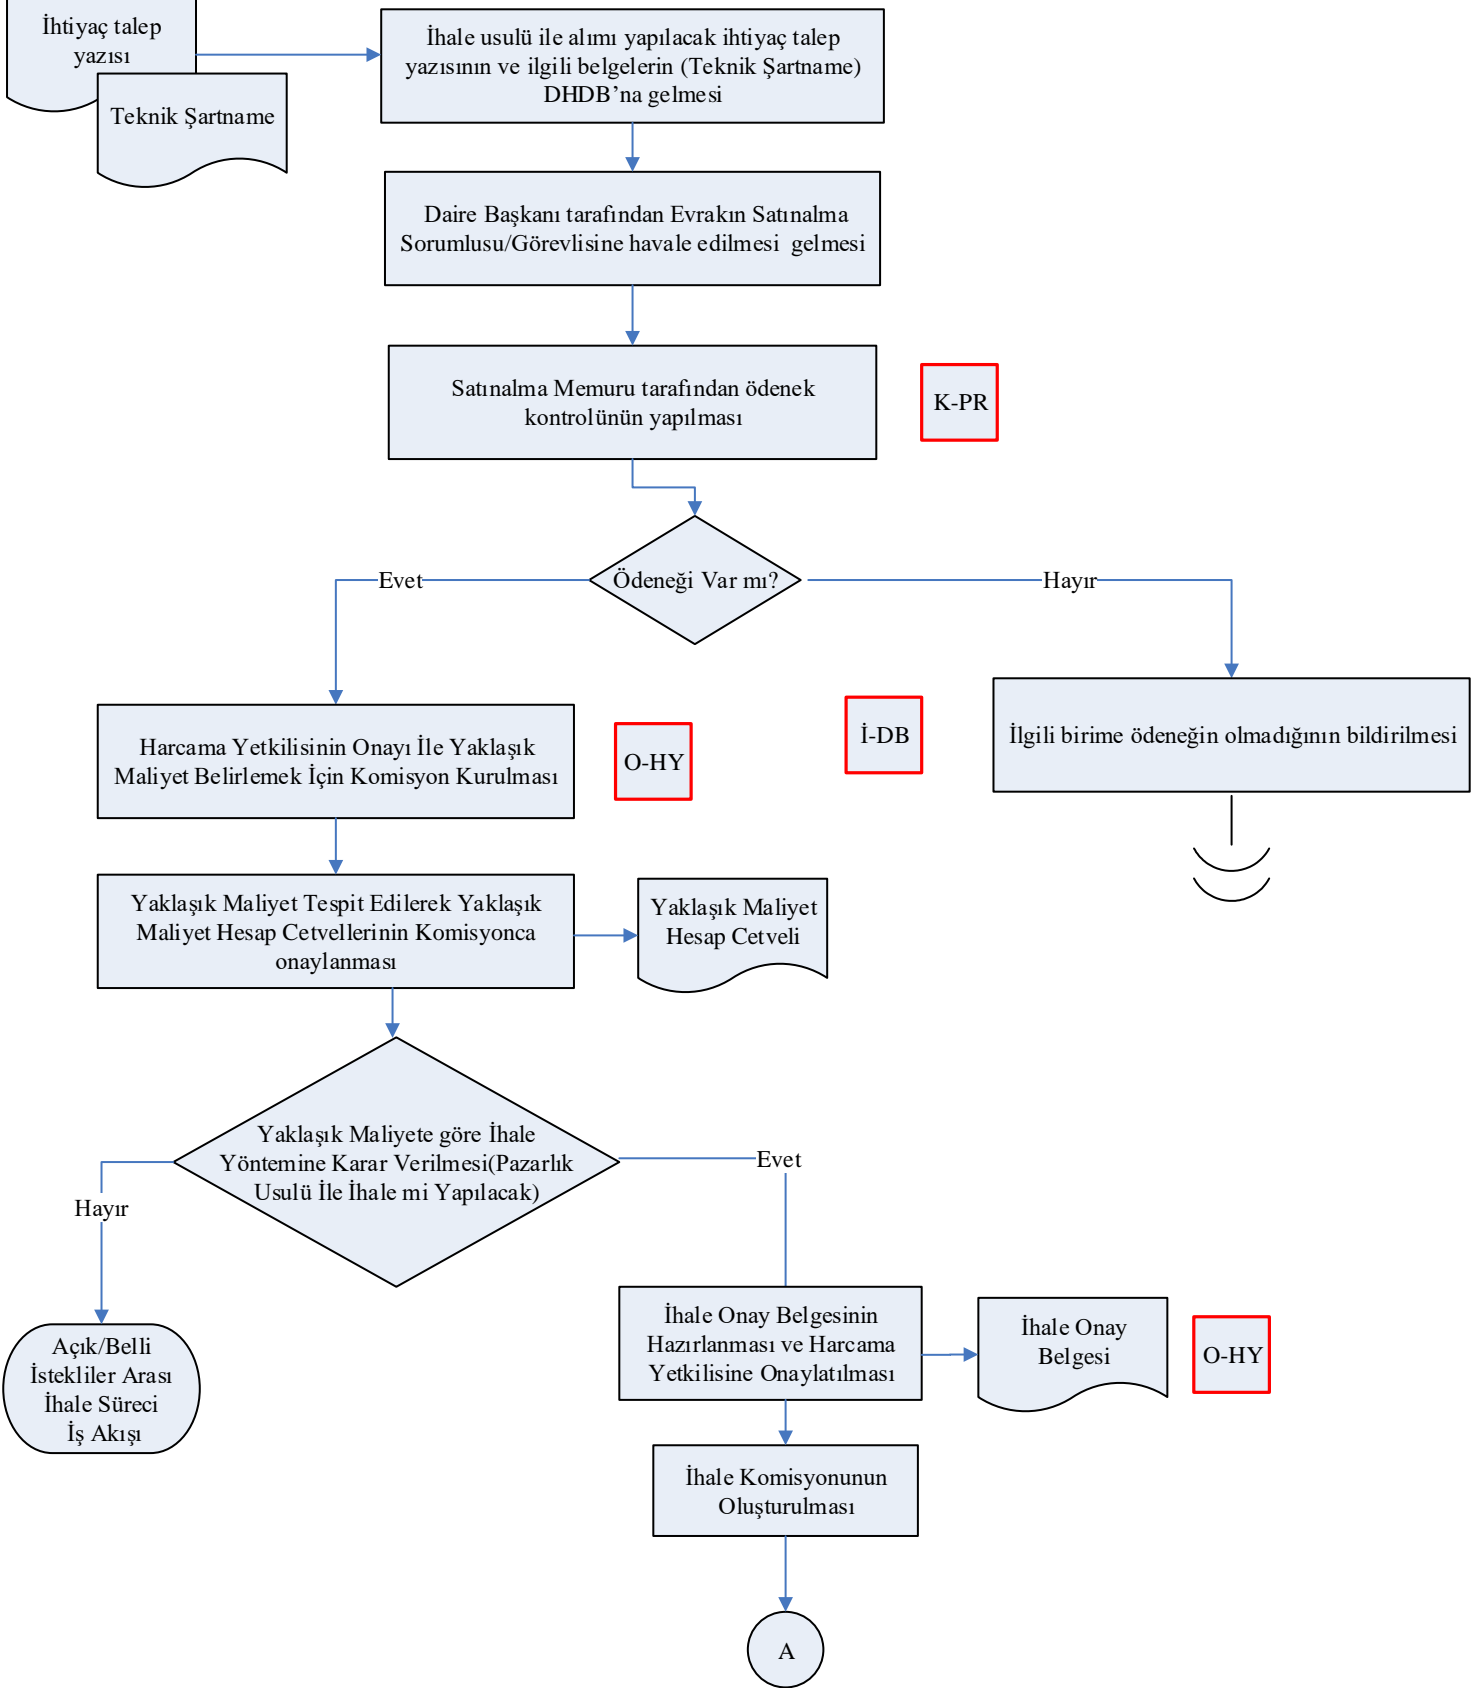 İhtiyaç talep
yazısı
Teknik Şartname
İhale usulü ile alımı yapılacak ihtiyaç talep
yazısının ve ilgili belgelerin (Teknik Şartname)
DHDB’na gelmesi
Daire Başkanı tarafından Evrakın Satınalma
Sorumlusu/Görevlisine havale edilmesi  gelmesi
Satınalma Memuru tarafından ödenek
kontrolünün yapılması
K-PR
Ödeneği Var mı?
Evet
Hayır
Harcama Yetkilisinin Onayı İle Yaklaşık
Maliyet Belirlemek İçin Komisyon Kurulması
O-HY
İ-DB
İlgili birime ödeneğin olmadığının bildirilmesi
Yaklaşık Maliyet Tespit Edilerek Yaklaşık
Maliyet Hesap Cetvellerinin Komisyonca
onaylanması
Yaklaşık Maliyet
Hesap Cetveli
Yaklaşık Maliyete göre İhale
Yöntemine Karar Verilmesi(Pazarlık
Usulü İle İhale mi Yapılacak)
Evet
Hayır
Açık/Belli
İstekliler Arası
İhale Süreci
İş Akışı
İhale Onay Belgesinin
Hazırlanması ve Harcama
Yetkilisine Onaylatılması
İhale Onay
Belgesi
O-HY
İhale Komisyonunun
Oluşturulması
A